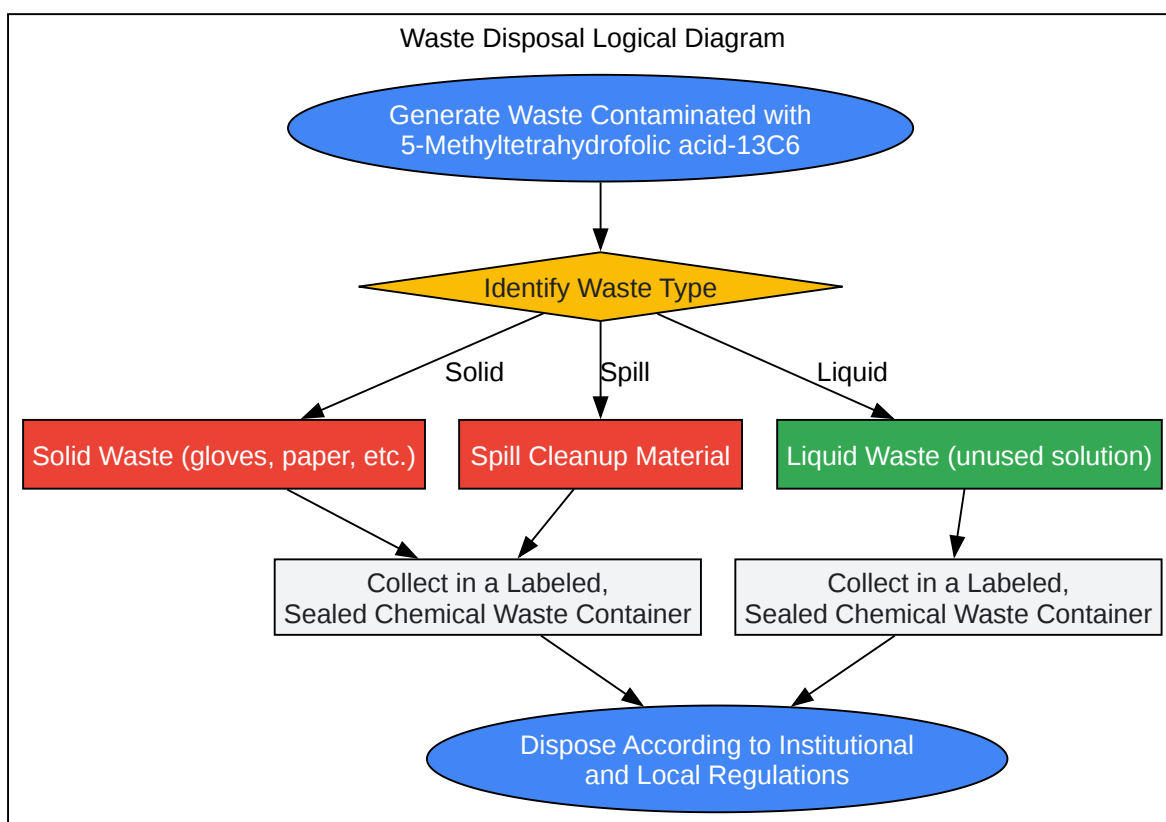 Waste Disposal Logical Diagram
Generate Waste Contaminated with
5-Methyltetrahydrofolic acid-13C6
Identify Waste Type
Solid
Spill
Liquid
Solid Waste (gloves, paper, etc.)
Spill Cleanup Material
Liquid Waste (unused solution)
Collect in a Labeled,
Sealed Chemical Waste Container
Collect in a Labeled,
Sealed Chemical Waste Container
Dispose According to Institutional
and Local Regulations